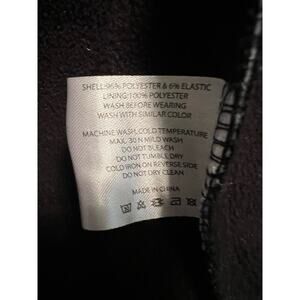 SHELL:96% POLYESTER & 6% ELASTIC
LINING:100% POLYESTER
WASH BEFORE WEARING
WASH WITH SIMILAR COLOR
MACHINE WASH, COLD TEMPERATURE
MAX. 30 N MILD WASH
DO NOT BLEACH
DO NOT TUMBLE DRY
COLD IRON ON REVERSE SIDE
DO NOT DRY CLEAN
MADE IN CHINA